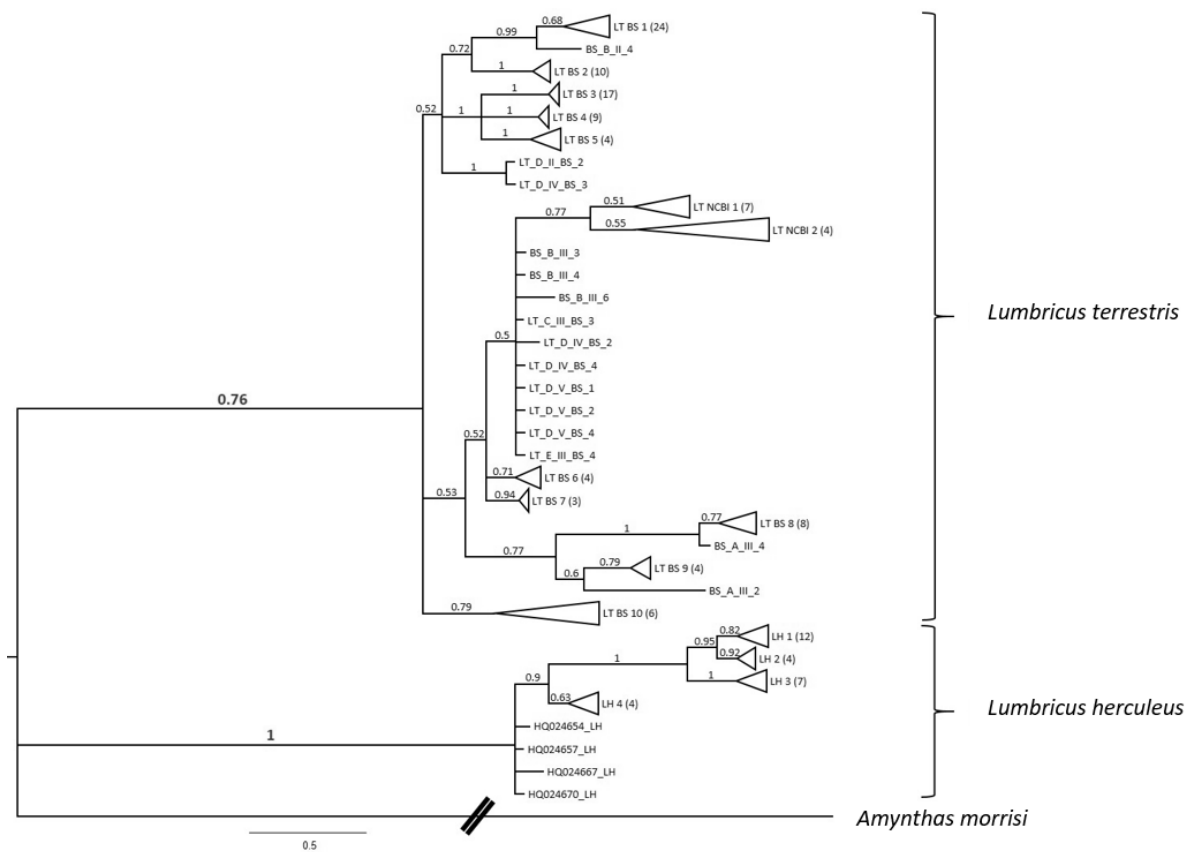 0.68
LT BS 1 (24)
0.99
BS_B_II_4
0.72
1
LT BS 2 (10)
1
LT BS 3 (17)
0.52
1
1
LT BS 4 (9)
1
LT BS 5 (4)
LT_D_II_BS_2
1
LT_D_IV_BS_3
0.51
LT NCBI 1 (7)
0.77
0.55
LT NCBI 2 (4)
BS_B_III_3
BS_B_III_4
BS_B_III_6
Lumbricus terrestris
LT_C_III_BS_3
0.5
LT_D_IV_BS_2
LT_D_IV_BS_4
LT_D_V_BS_1
0.76
LT_D_V_BS_2
LT_D_V_BS_4
0.52
LT_E_III_BS_4
0.71
LT BS 6 (4)
0.53
0.94
LT BS 7 (3)
0.77
LT BS 8 (8)
1
BS_A_III_4
0.77
0.79
LT BS 9 (4)
0.6
BS_A_III_2
0.79
LT BS 10 (6)
0.82
LH 1 (12)
0.95
0.92
LH 2 (4)
1
1
LH 3 (7)
0.9
0.63
LH 4 (4)
Lumbricus herculeus
HQ024654_LH
1
HQ024657_LH
HQ024667_LH
HQ024670_LH
Amynthas morrisi
0.5